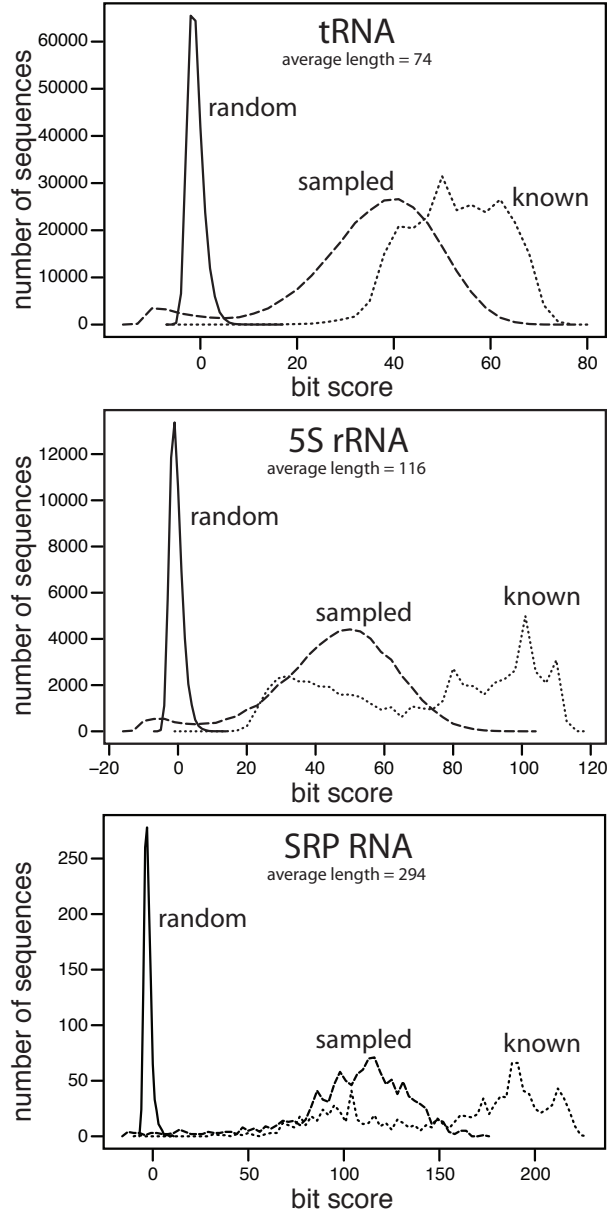 tRNA
average length = 74
number of sequences
60000
50000
40000
30000
20000
10000
0
random
sampled
known
0
20
40
60
80
bit score
5S rRNA
average length = 116
number of sequences
12000
10000
8000
6000
4000
2000
0
random
sampled
known
−20
0
20
40
60
80
100
120
bit score
SRP RNA
average length = 294
number of sequences
250
200
150
100
50
0
random
sampled
known
0
50
100
150
200
bit score